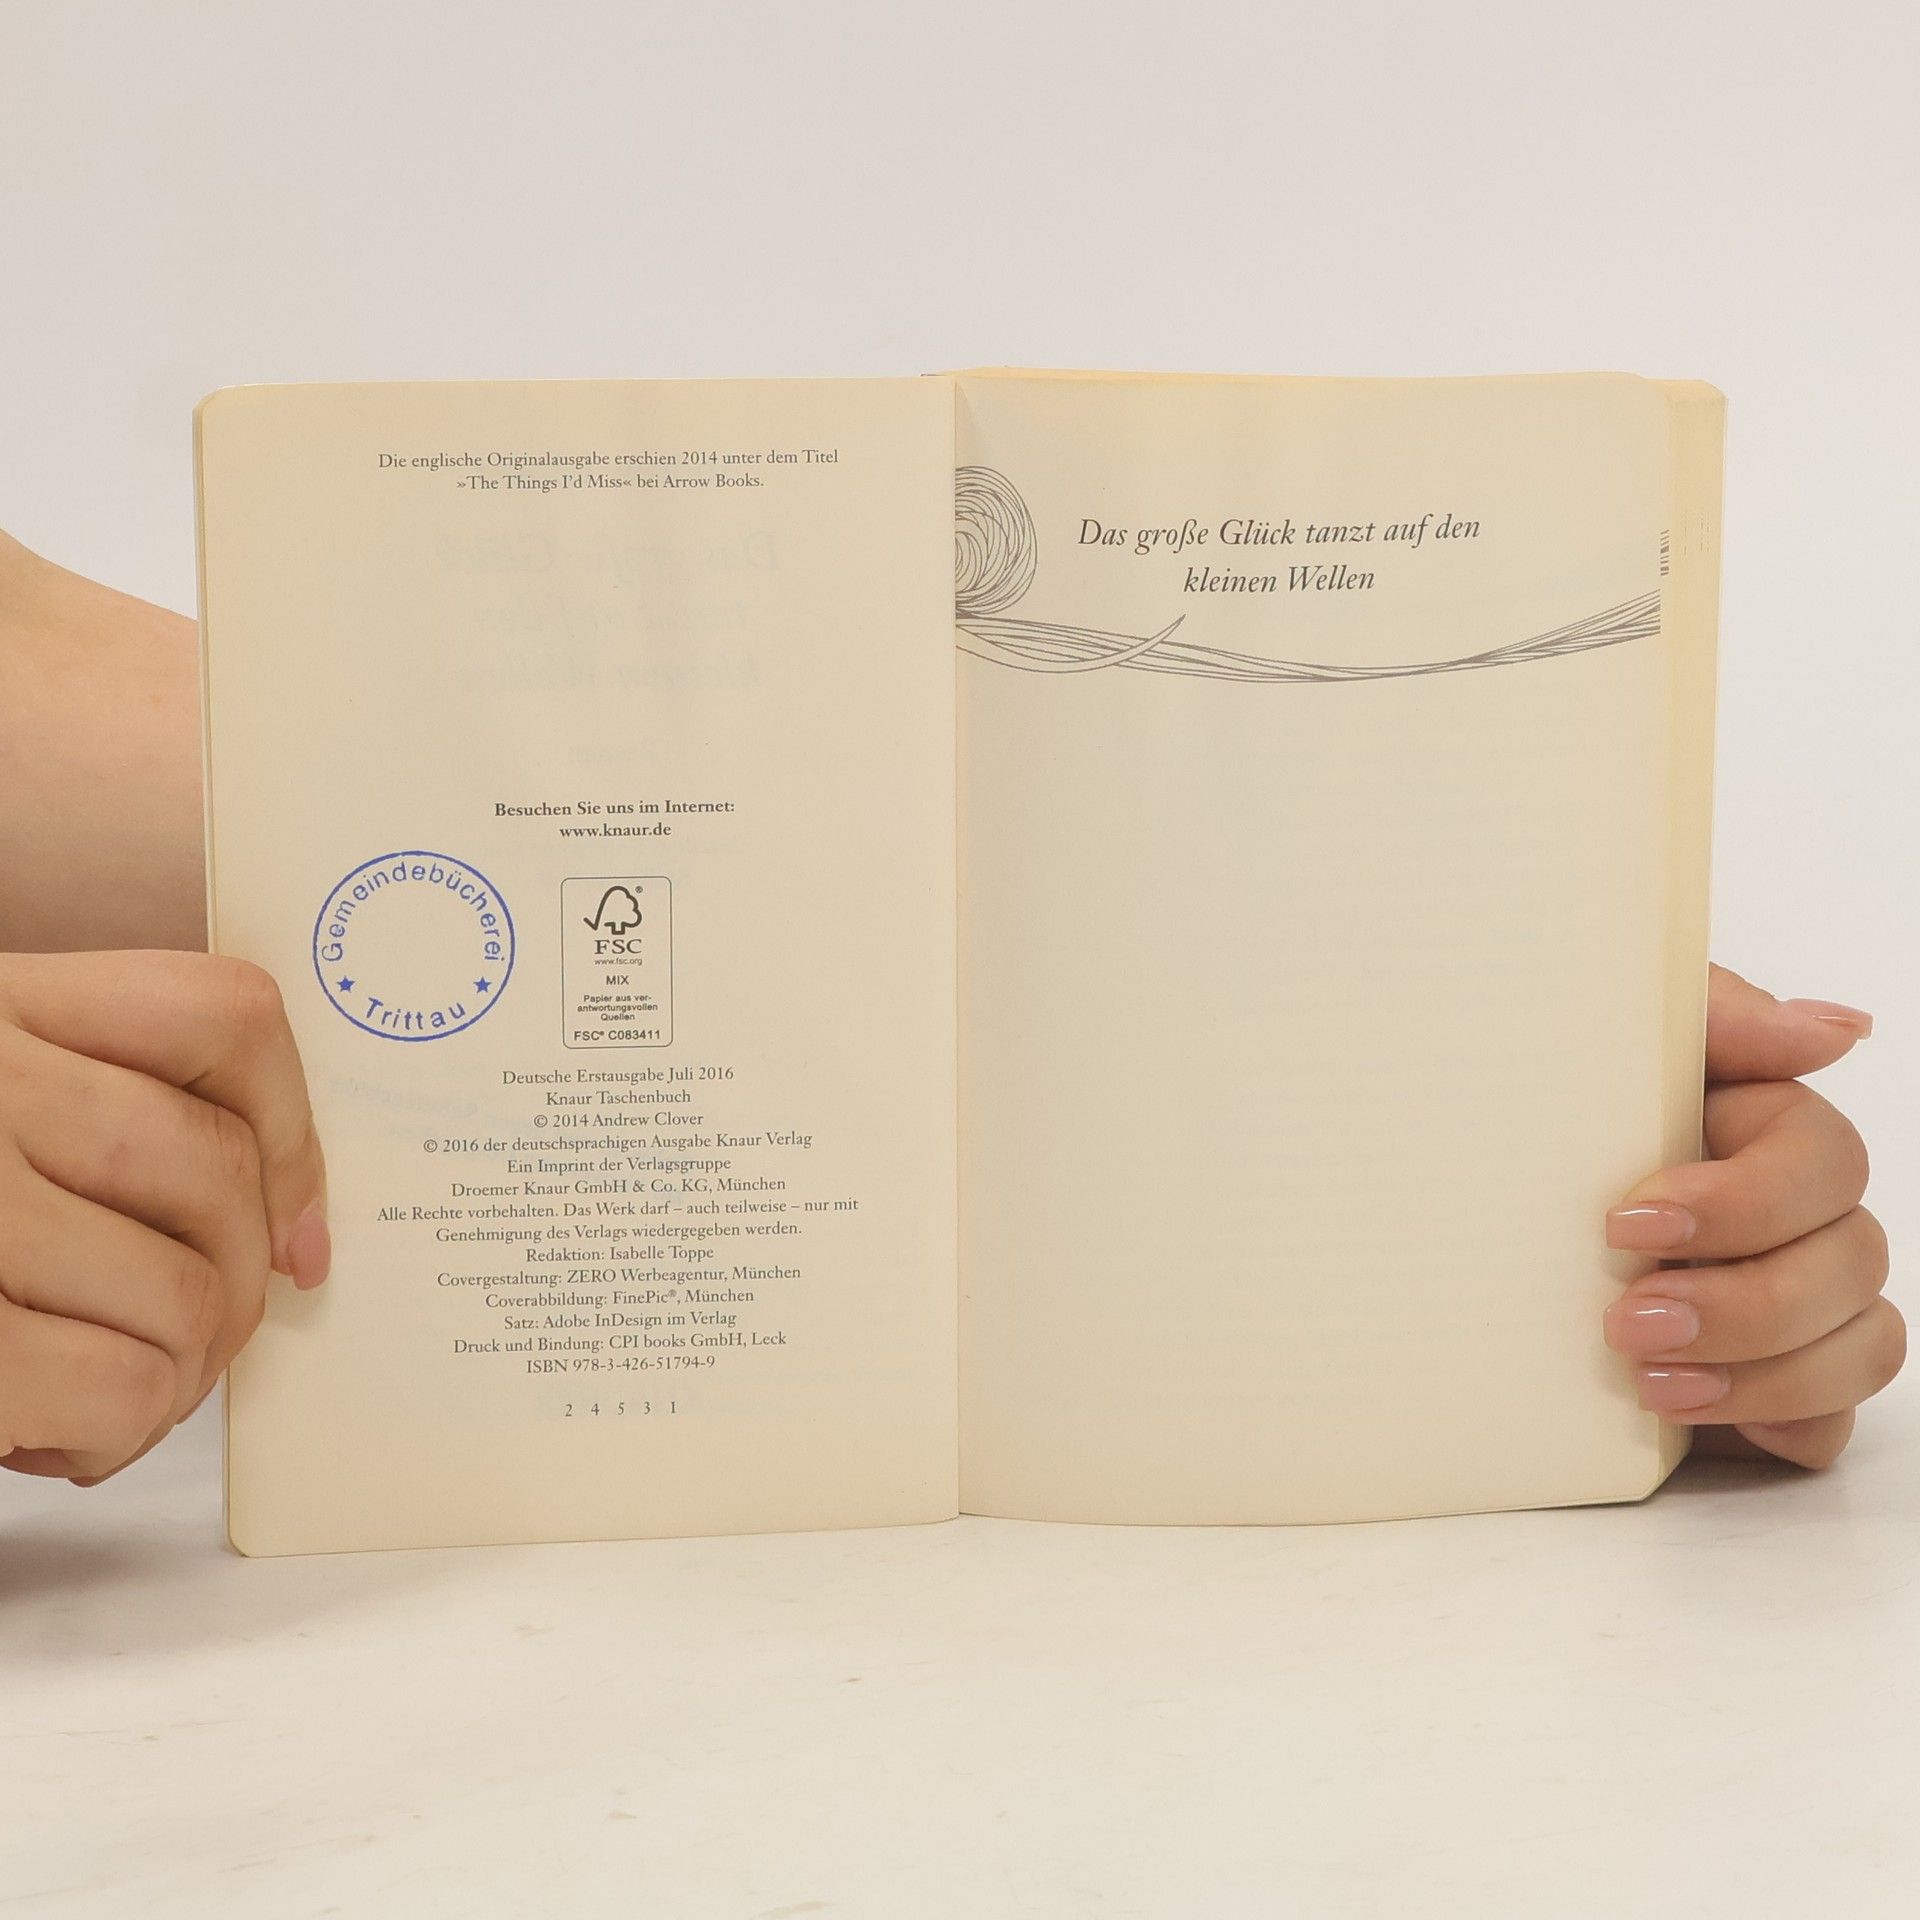 Die englische Originalausgabe erschien 2014 unter dem Titel
»The Things I'd Miss« bei Arrow Books.
Besuchen Sie uns im Internet:
www.knaur.de
Gemeindebücherei
Trittau
FSC
www.fsc.org
MIX
Papier aus ver-
antwortungsvollen
Quellen
FSC® C083411
Deutsche Erstausgabe Juli 2016
Knaur Taschenbuch
© 2014 Andrew Clover
© 2016 der deutschsprachigen Ausgabe Knaur Verlag
Ein Imprint der Verlagsgruppe
Droemer Knaur GmbH & Co. KG, München
Alle Rechte vorbehalten. Das Werk darf – auch teilweise – nur mit
Genehmigung des Verlags wiedergegeben werden.
Redaktion: Isabelle Toppe
Covergestaltung: ZERO Werbeagentur, München
Coverabbildung: FinePic®, München
Satz: Adobe InDesign im Verlag
Druck und Bindung: CPI books GmbH, Leck
ISBN 978-3-426-51794-9
2 4 5 3 1
Das große Glück tanzt auf den
kleinen Wellen